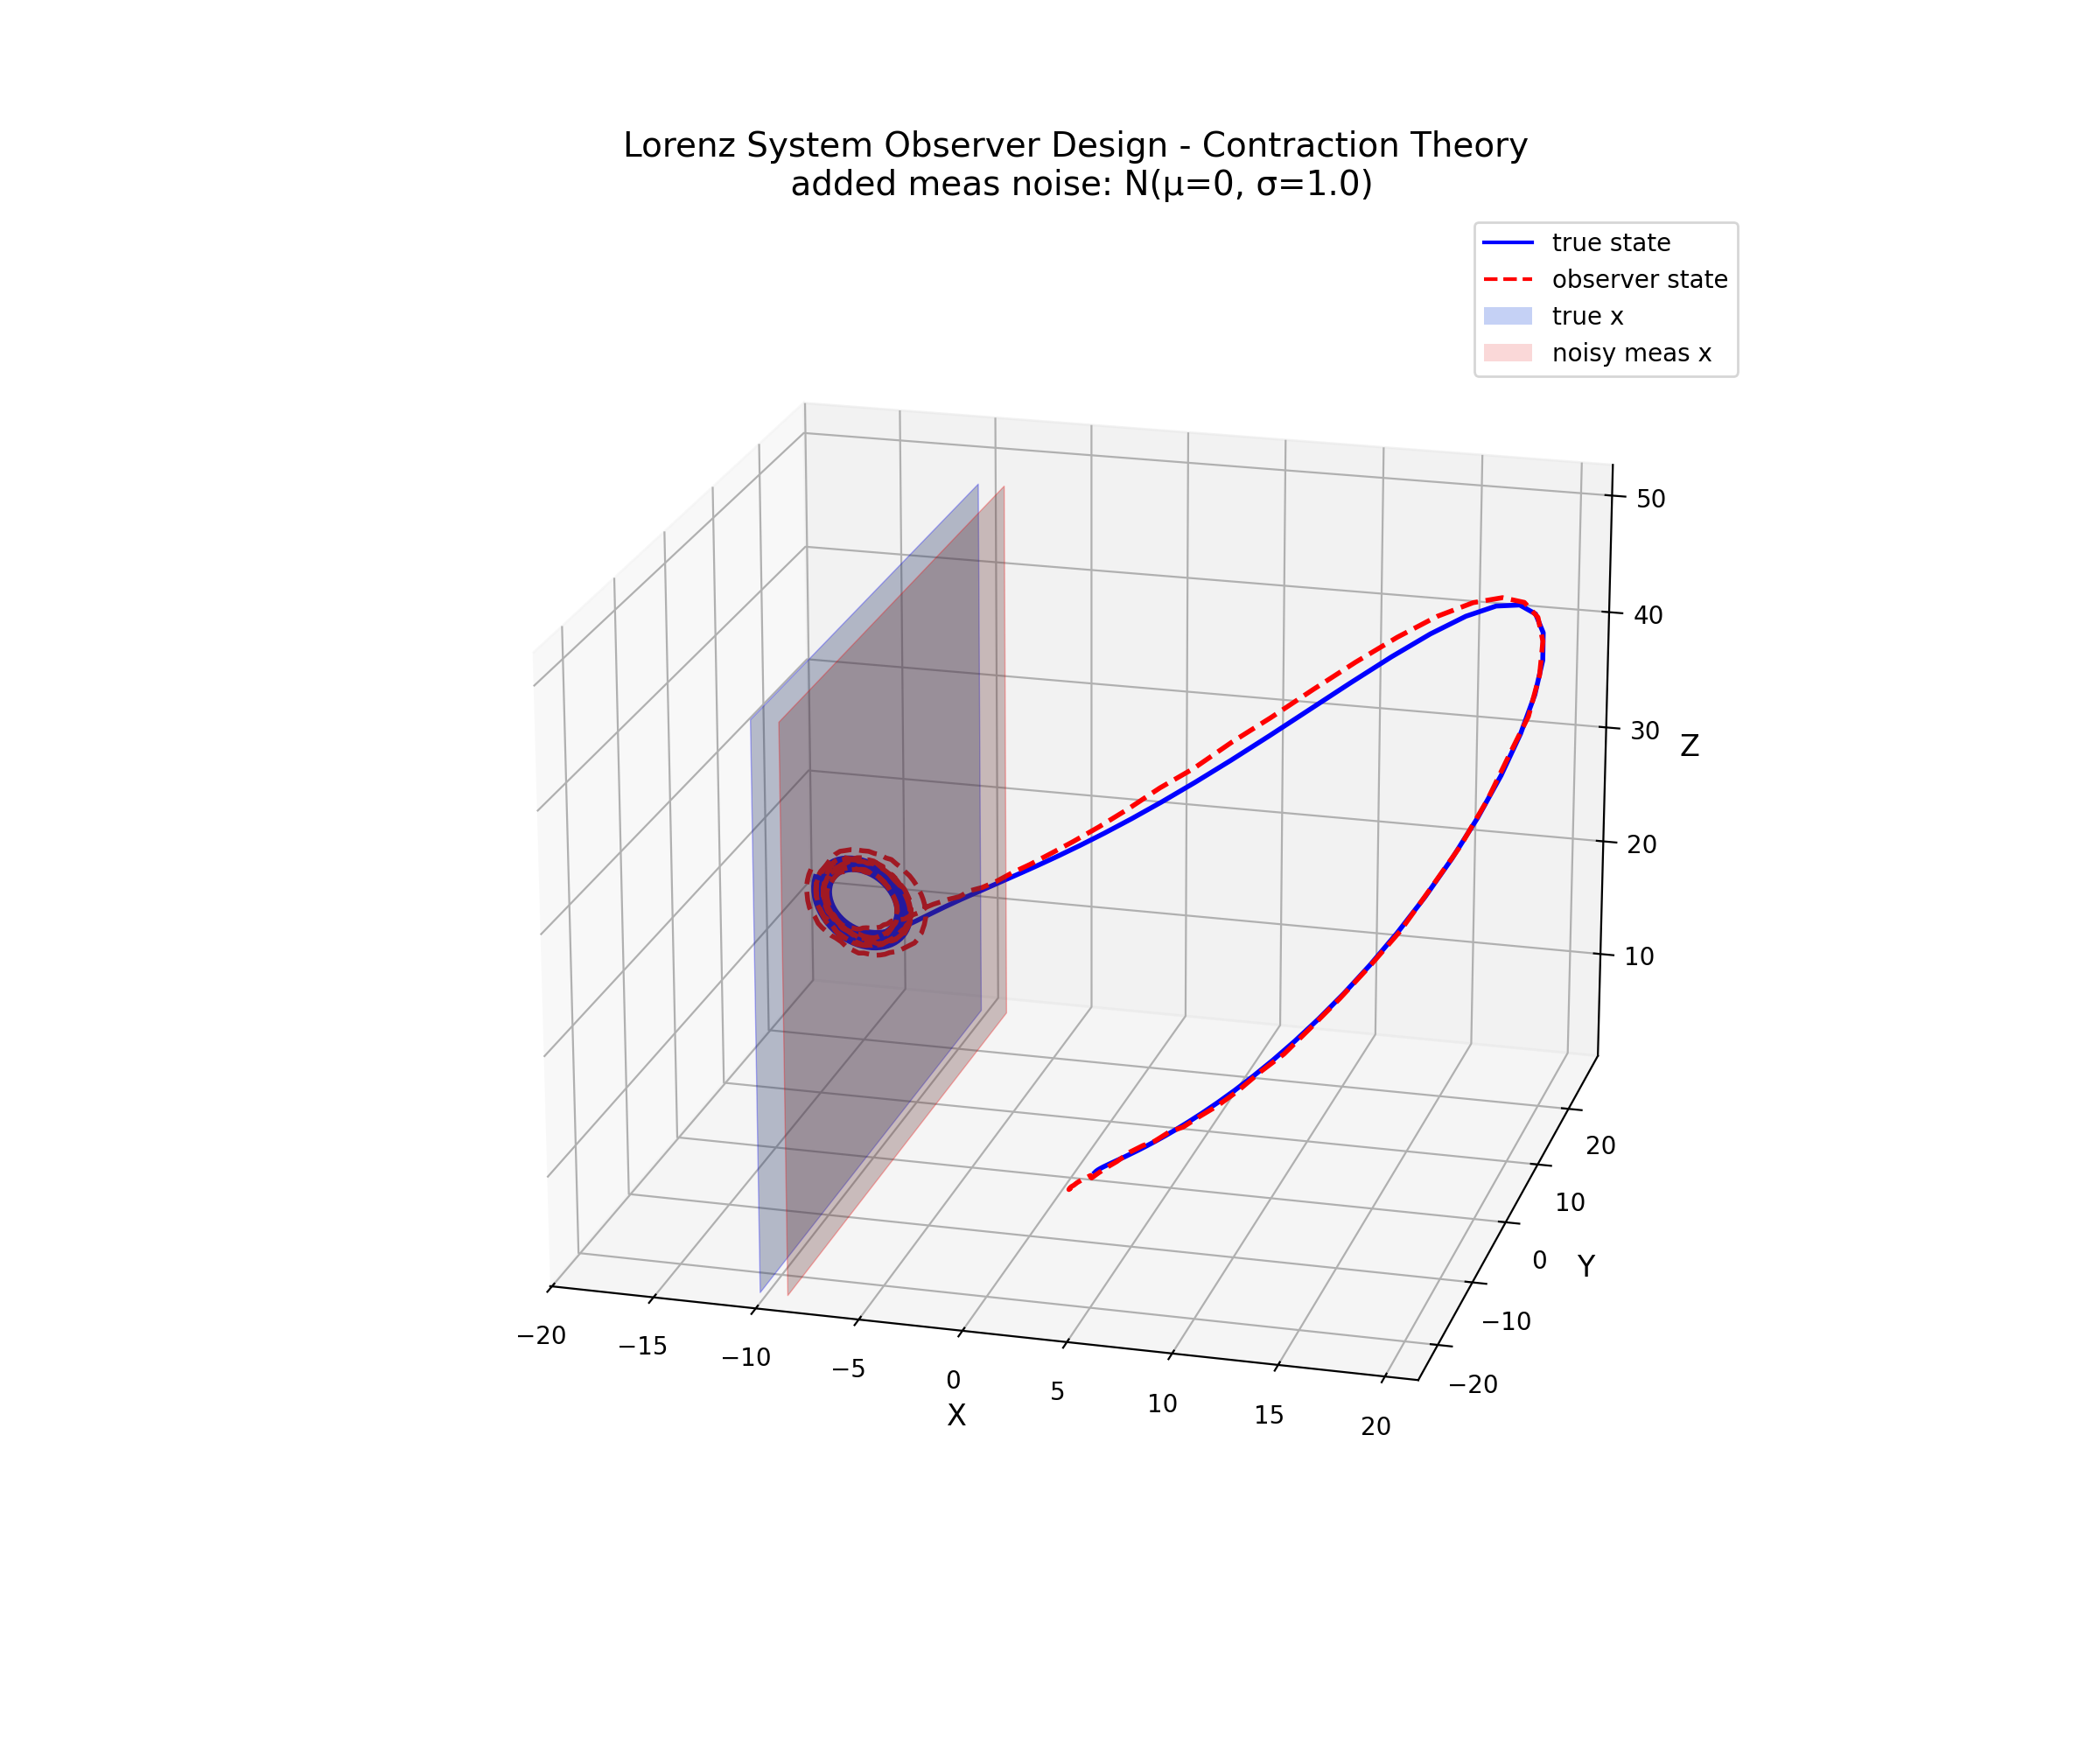 Lorenz System Observer Design - Contraction Theory
added meas noise: N(μ=0, σ=1.0)
true state
observer state
true x
noisy meas x
50
40
30
Z
20
10
20
10
0
Y
−10
−20
−20
−15
−10
−5
0
5
10
15
20
X